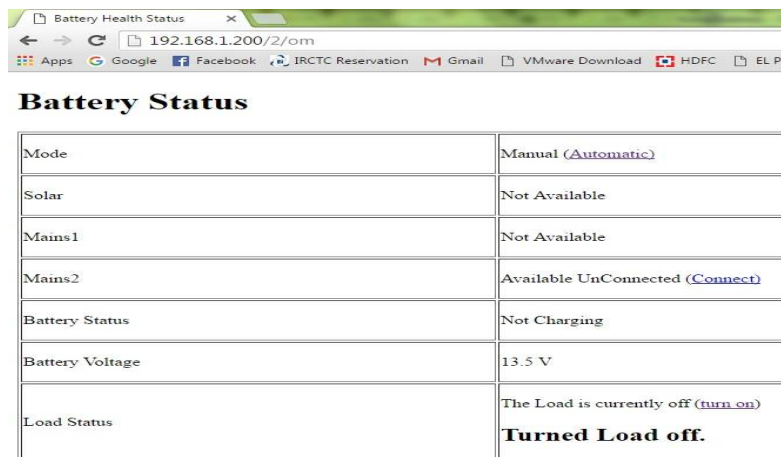 Battery Health Status
192.168.1.200/2/om
Apps Google Facebook IRCTC Reservation Gmail VMware Download HDFC EL P
Battery Status
Mode Manual (Automatic)
Solar Not Available
Mains1 Not Available
Mains2 Available UnConnected (Connect)
Battery Status Not Charging
Battery Voltage 13.5 V
The Load is currently off (turn on)
Load Status
Turned Load off.